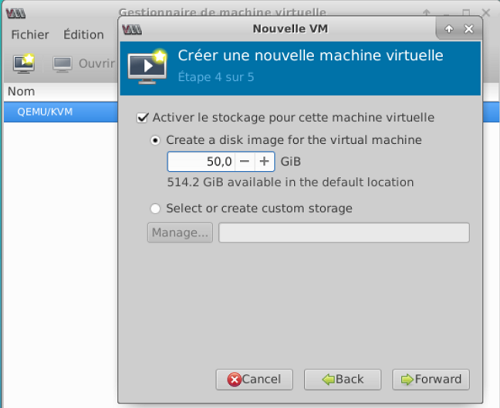 Gestionnaire de machine virtuelle
Nouvelle VM
Fichier Édition
Créer une nouvelle machine virtuelle
Étape 4 sur 5
Ouvrir
Nom
QEMU/KVM
Activer le stockage pour cette machine virtuelle
Create a disk image for the virtual machine
50,0 − + GiB
514.2 GiB available in the default location
Select or create custom storage
Manage...
Cancel Back Forward